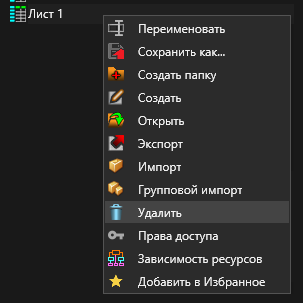 Лист 1
Переименовать
Сохранить как...
Создать папку
Создать
Открыть
Экспорт
Импорт
Групповой импорт
Удалить
Права доступа
Зависимость ресурсов
Добавить в Избранное